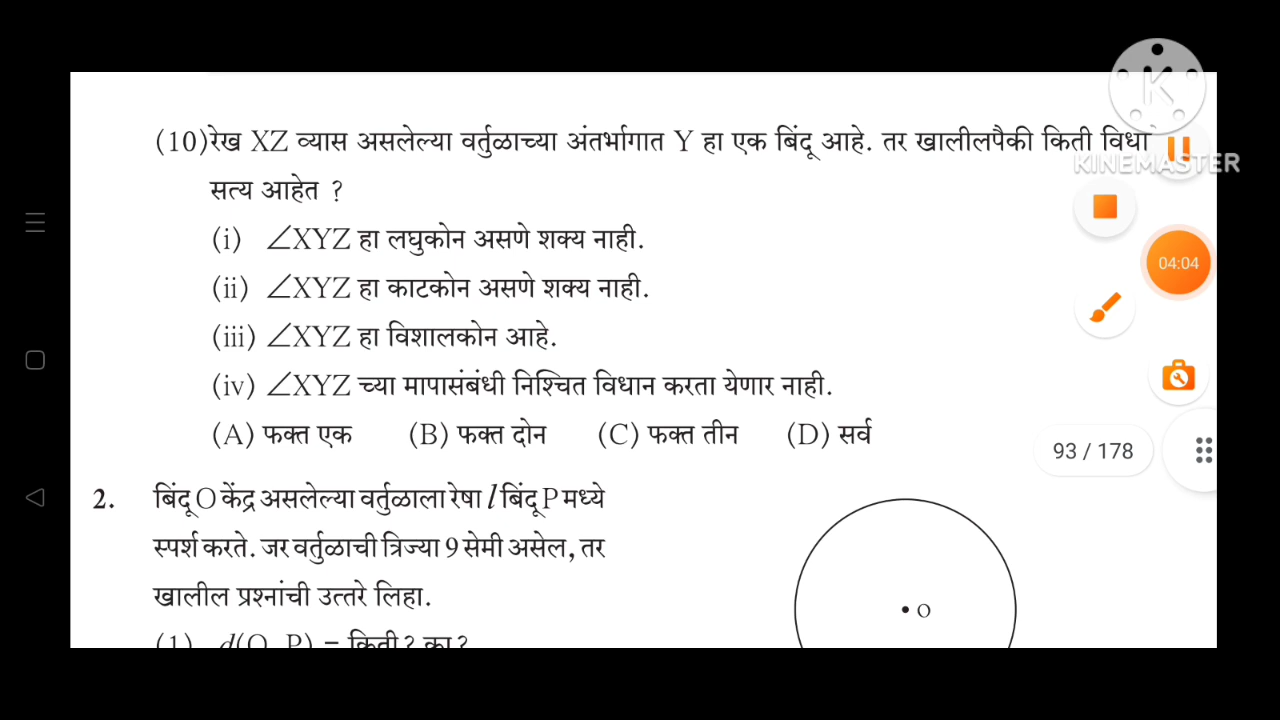 (10)रेख XZ व्यास असलेल्या वर्तुळाच्या अंतर्भागात Y हा एक बिंदू आहे. तर खालीलपैकी किती विधा
K
KINEMASTER
सत्य आहेत ?
(i) ∠XYZ हा लघुकोन असणे शक्य नाही.
(ii) ∠XYZ हा काटकोन असणे शक्य नाही.
04:04
(iii) ∠XYZ हा विशालकोन आहे.
(iv) ∠XYZ च्या मापासंबंधी निश्चित विधान करता येणार नाही.
(A) फक्त एक (B) फक्त दोन (C) फक्त तीन (D) सर्व
93 / 178
2. बिंदू O केंद्र असलेल्या वर्तुळाला रेषा l बिंदू P मध्ये
स्पर्श करते. जर वर्तुळाची त्रिज्या 9 सेमी असेल, तर
खालील प्रश्नांची उत्तरे लिहा.
O
(1) d(O, P) = किती ? का ?